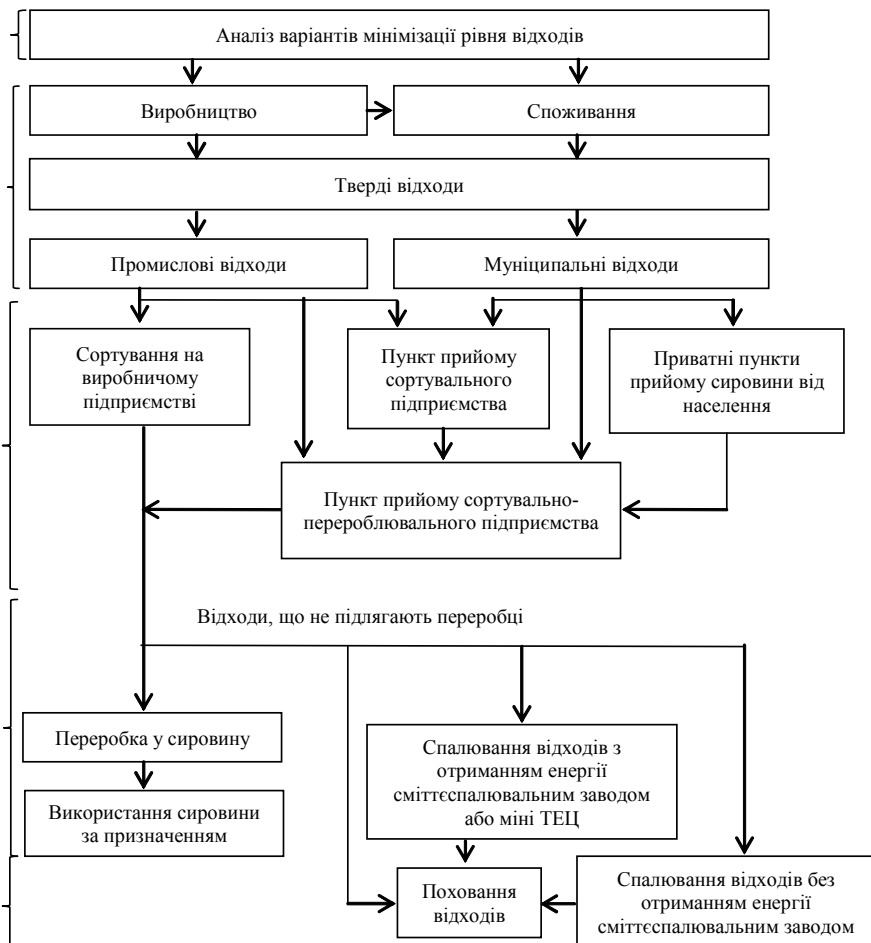 Аналіз варіантів мінімізації рівня відходів
Виробництво
Споживання
Тверді відходи
Промислові відходи
Муніципальні відходи
Сортування на
виробничому
підприємстві
Пункт прийому
сортувального
підприємства
Приватні пункти
прийому сировини від
населення
Пункт прийому сортувально-
перероблювального підприємства
Відходи, що не підлягають переробці
Переробка у сировину
Використання сировини
за призначенням
Спалювання відходів з
отриманням енергії
сміттєспалювальним заводом
або міні ТЕЦ
Поховання
відходів
Спалювання відходів без
отриманням енергії
сміттєспалювальним заводом